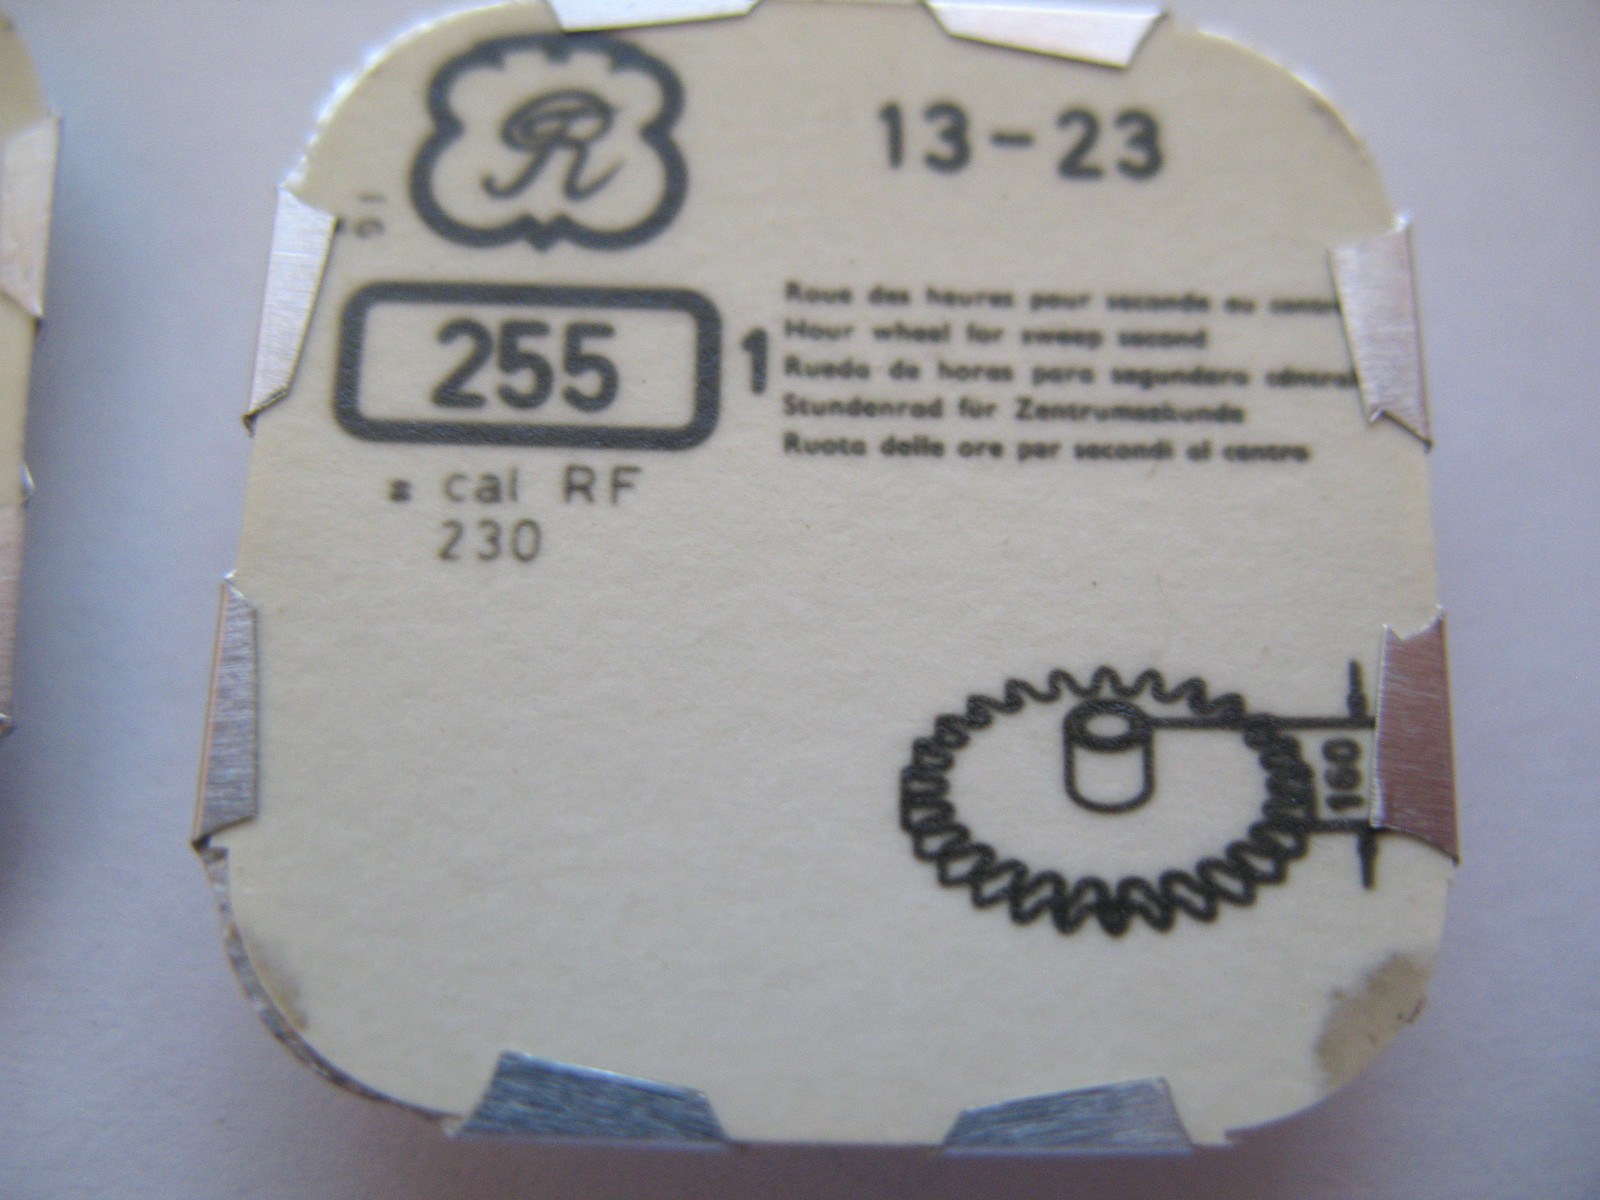 R
13-23
16
255
1
Roue des heures pour seconde au centre
Hour wheel for sweep second
Rueda de horas para segundero central
Stundenrad für Zentrumsekunde
Ruota delle ore per secondi al centro
= cal RF
230
160